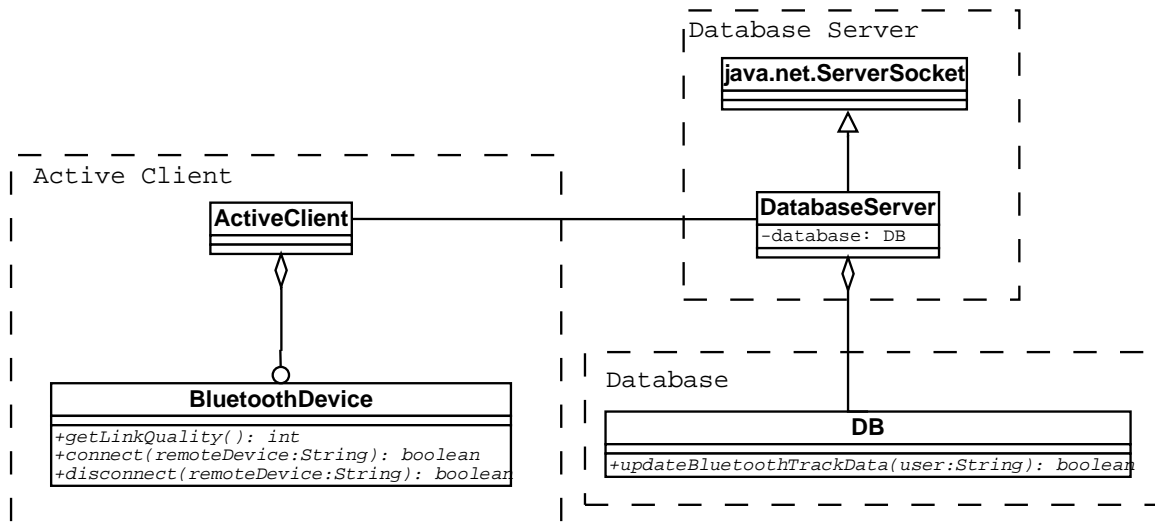 Database Server
java.net.ServerSocket
Active Client
ActiveClient
DatabaseServer
-database: DB
Database
BluetoothDevice
+getLinkQuality(): int
+connect(remoteDevice:String): boolean
+disconnect(remoteDevice:String): boolean
DB
+updateBluetoothTrackData(user:String): boolean